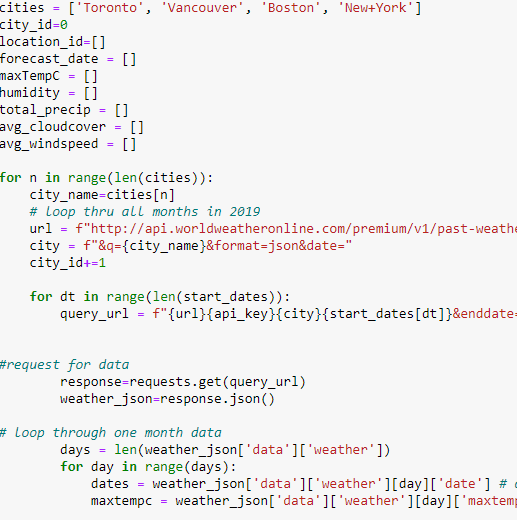 cities = ['Toronto', 'Vancouver', 'Boston', 'New+York']
city_id=0
location_id=[]
forecast_date = []
maxTempC = []
humidity = []
total_precip = []
avg_cloudcover = []
avg_windspeed = []
for n in range(len(cities)):
city_name=cities[n]
# loop thru all months in 2019
url = f"http://api.worldweatheronline.com/premium/v1/past-weathe
city = f"&q={city_name}&format=json&date="
city_id+=1
for dt in range(len(start_dates)):
query_url = f"{url}{api_key}{city}{start_dates[dt]}&enddate=
#request for data
response=requests.get(query_url)
weather_json=response.json()
# loop through one month data
days = len(weather_json['data']['weather'])
for day in range(days):
dates = weather_json['data']['weather'][day]['date'] #
maxtempc = weather_json['data']['weather'][day]['maxtemp